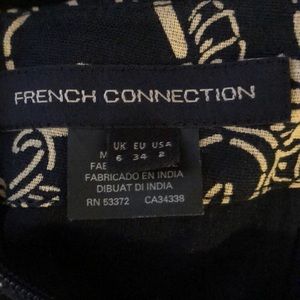 FRENCH CONNECTION
UK EU USA
6 34 2
FABRICADO EN INDIA
DIBUAT DI INDIA
RN 53372 CA34338